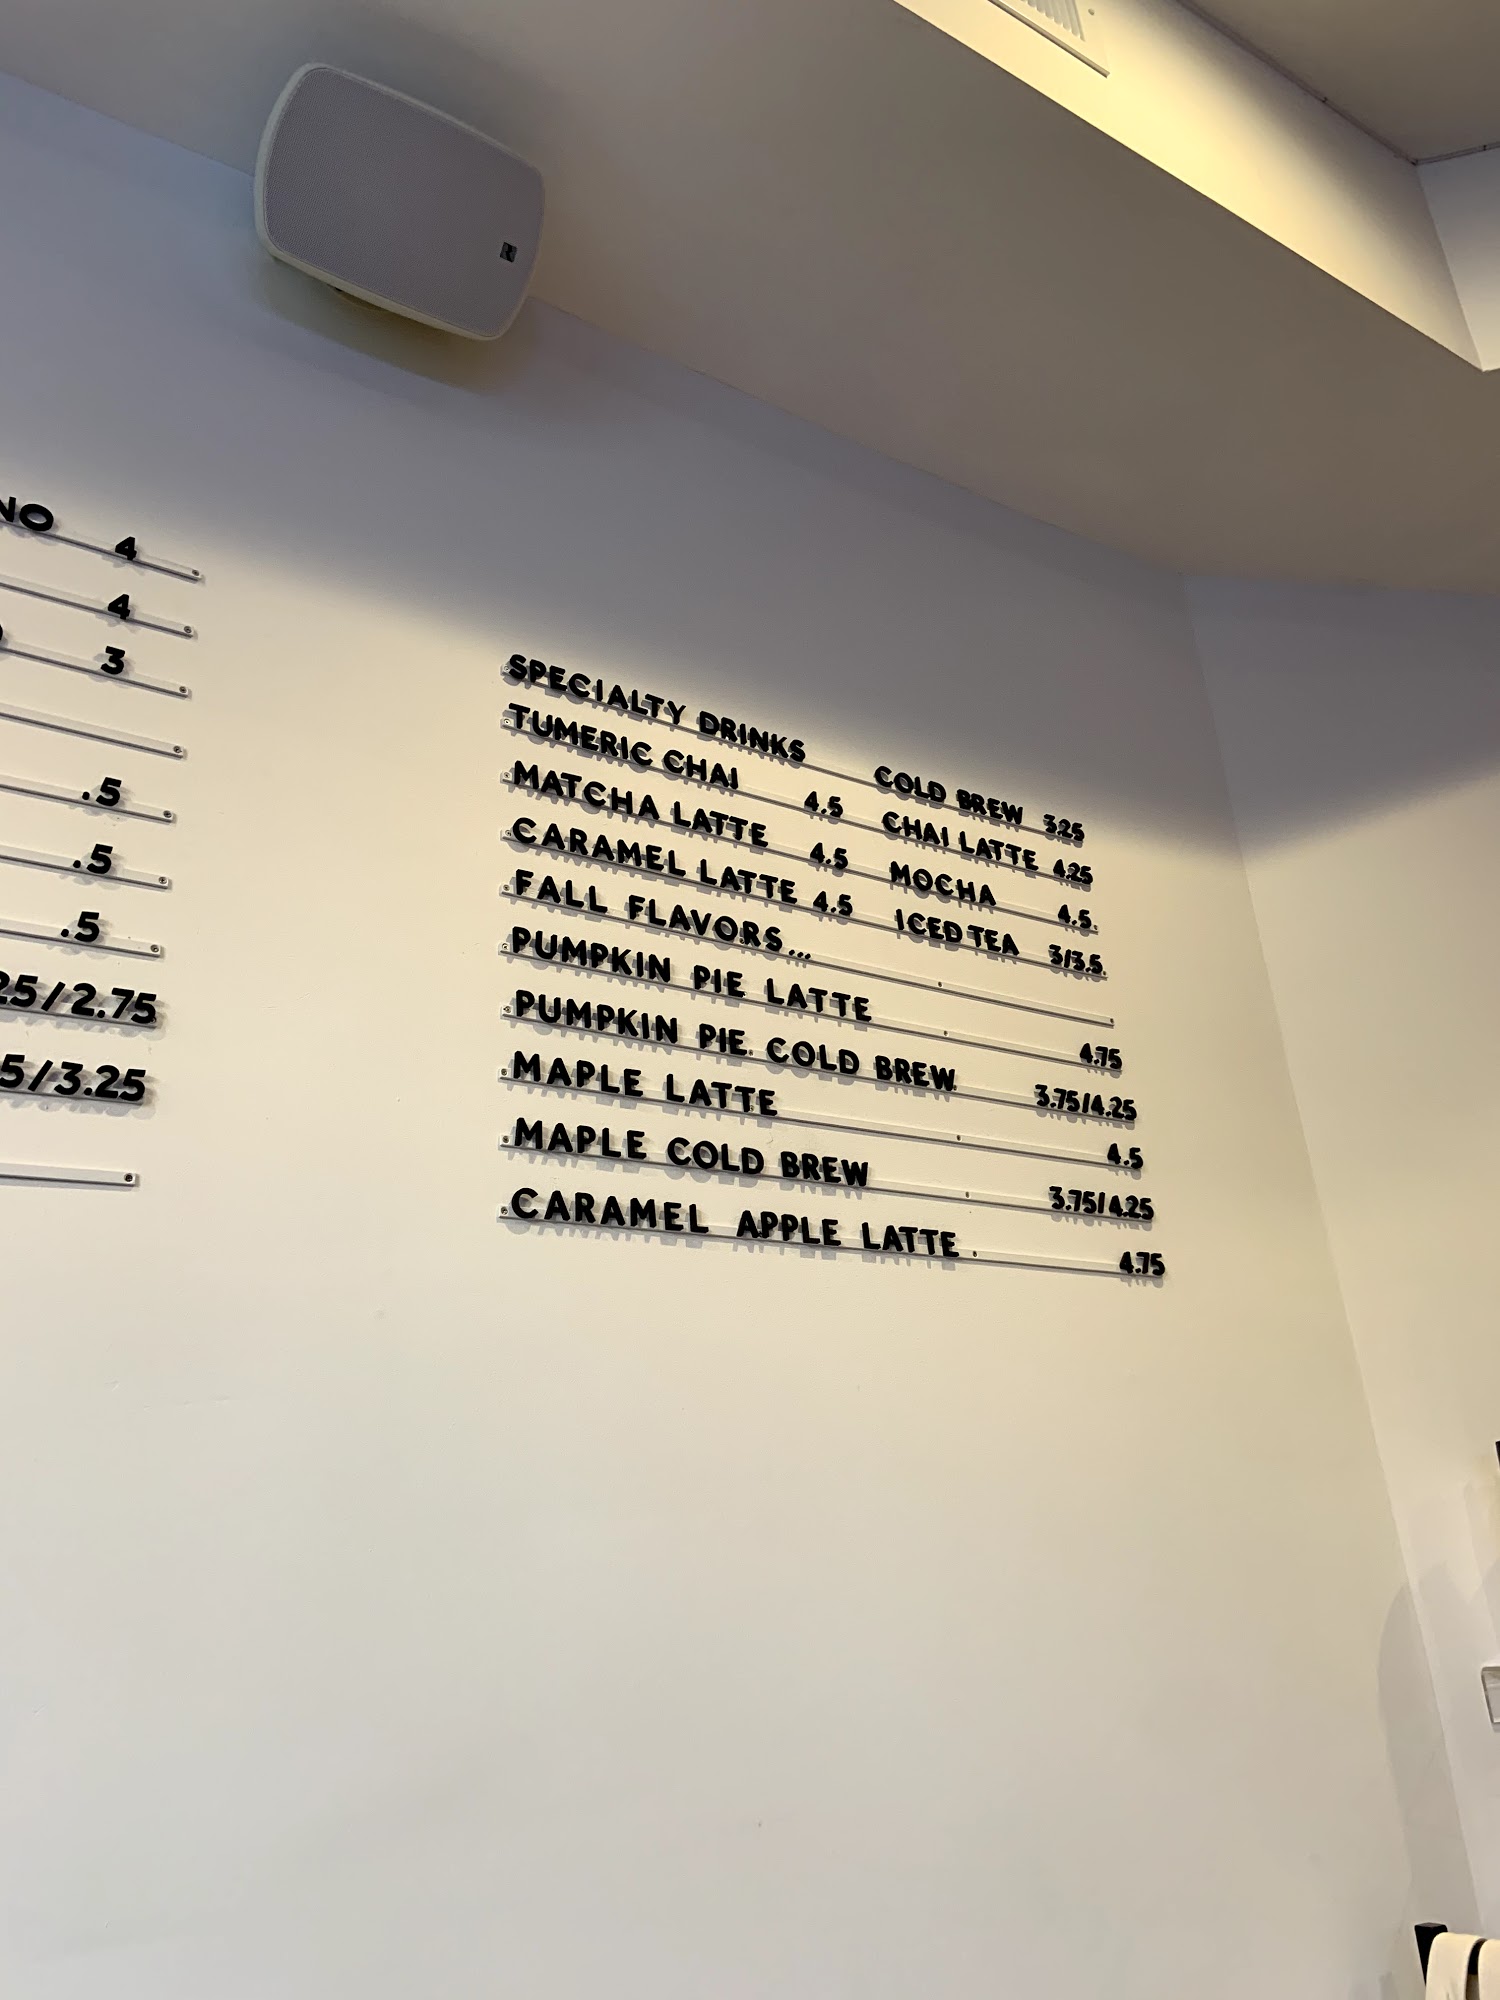 NO 4
4
3
.5
.5
.5
25/2.75
5/3.25
SPECIALTY DRINKS COLD BREW 3.25
TUMERIC CHAI 4.5 CHAI LATTE 4.25
MATCHA LATTE 4.5 MOCHA 4.5
CARAMEL LATTE 4.5 ICED TEA 3/3.5
FALL FLAVORS...
PUMPKIN PIE LATTE 4.75
PUMPKIN PIE COLD BREW 3.75/4.25
MAPLE LATTE 4.5
MAPLE COLD BREW 3.75/4.25
CARAMEL APPLE LATTE 4.75